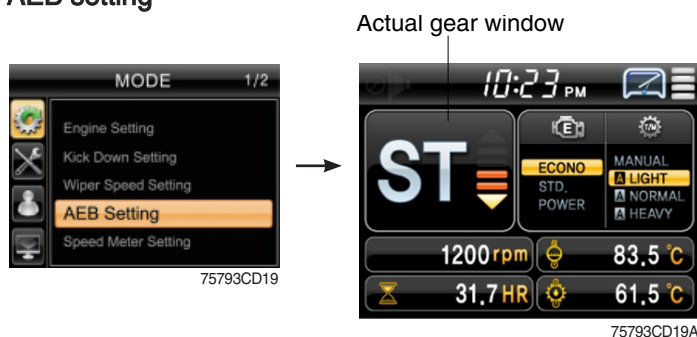 AEB setting
Actual gear window
MODE 1/2
Engine Setting
Kick Down Setting
Wiper Speed Setting
AEB Setting
Speed Meter Setting
75793CD19
10:23 PM
ST
E
T/M
ECONO
STD.
POWER
MANUAL
A LIGHT
A NORMAL
A HEAVY
1200 rpm
83.5 °C
31.7 HR
61.5 °C
75793CD19A